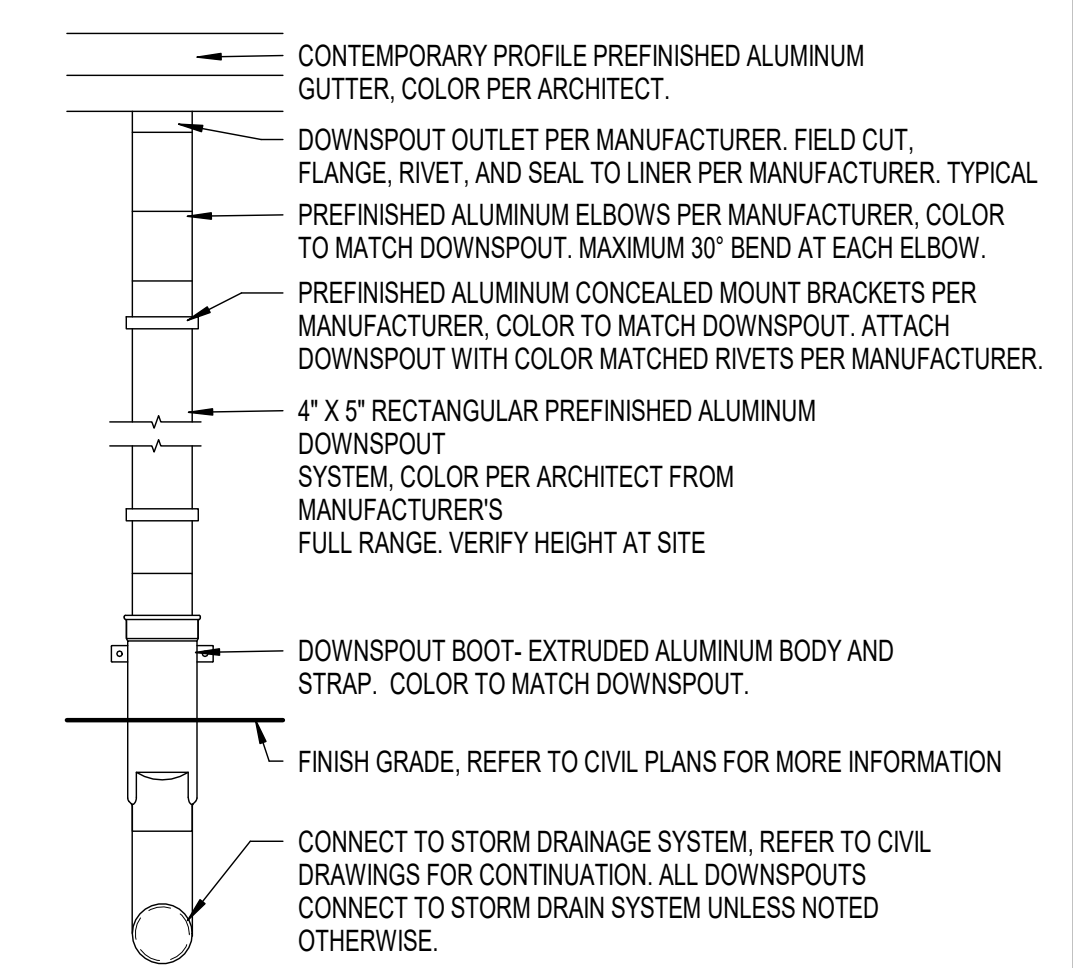 CONTEMPORARY PROFILE PREFINISHED ALUMINUM
GUTTER, COLOR PER ARCHITECT.
DOWNSPOUT OUTLET PER MANUFACTURER. FIELD CUT,
FLANGE, RIVET, AND SEAL TO LINER PER MANUFACTURER. TYPICAL
PREFINISHED ALUMINUM ELBOWS PER MANUFACTURER, COLOR
TO MATCH DOWNSPOUT. MAXIMUM 30° BEND AT EACH ELBOW.
PREFINISHED ALUMINUM CONCEALED MOUNT BRACKETS PER
MANUFACTURER, COLOR TO MATCH DOWNSPOUT. ATTACH
DOWNSPOUT WITH COLOR MATCHED RIVETS PER MANUFACTURER.
4" X 5" RECTANGULAR PREFINISHED ALUMINUM
DOWNSPOUT
SYSTEM, COLOR PER ARCHITECT FROM
MANUFACTURER'S
FULL RANGE. VERIFY HEIGHT AT SITE
DOWNSPOUT BOOT- EXTRUDED ALUMINUM BODY AND
STRAP. COLOR TO MATCH DOWNSPOUT.
FINISH GRADE, REFER TO CIVIL PLANS FOR MORE INFORMATION
CONNECT TO STORM DRAINAGE SYSTEM, REFER TO CIVIL
DRAWINGS FOR CONTINUATION. ALL DOWNSPOUTS
CONNECT TO STORM DRAIN SYSTEM UNLESS NOTED
OTHERWISE.